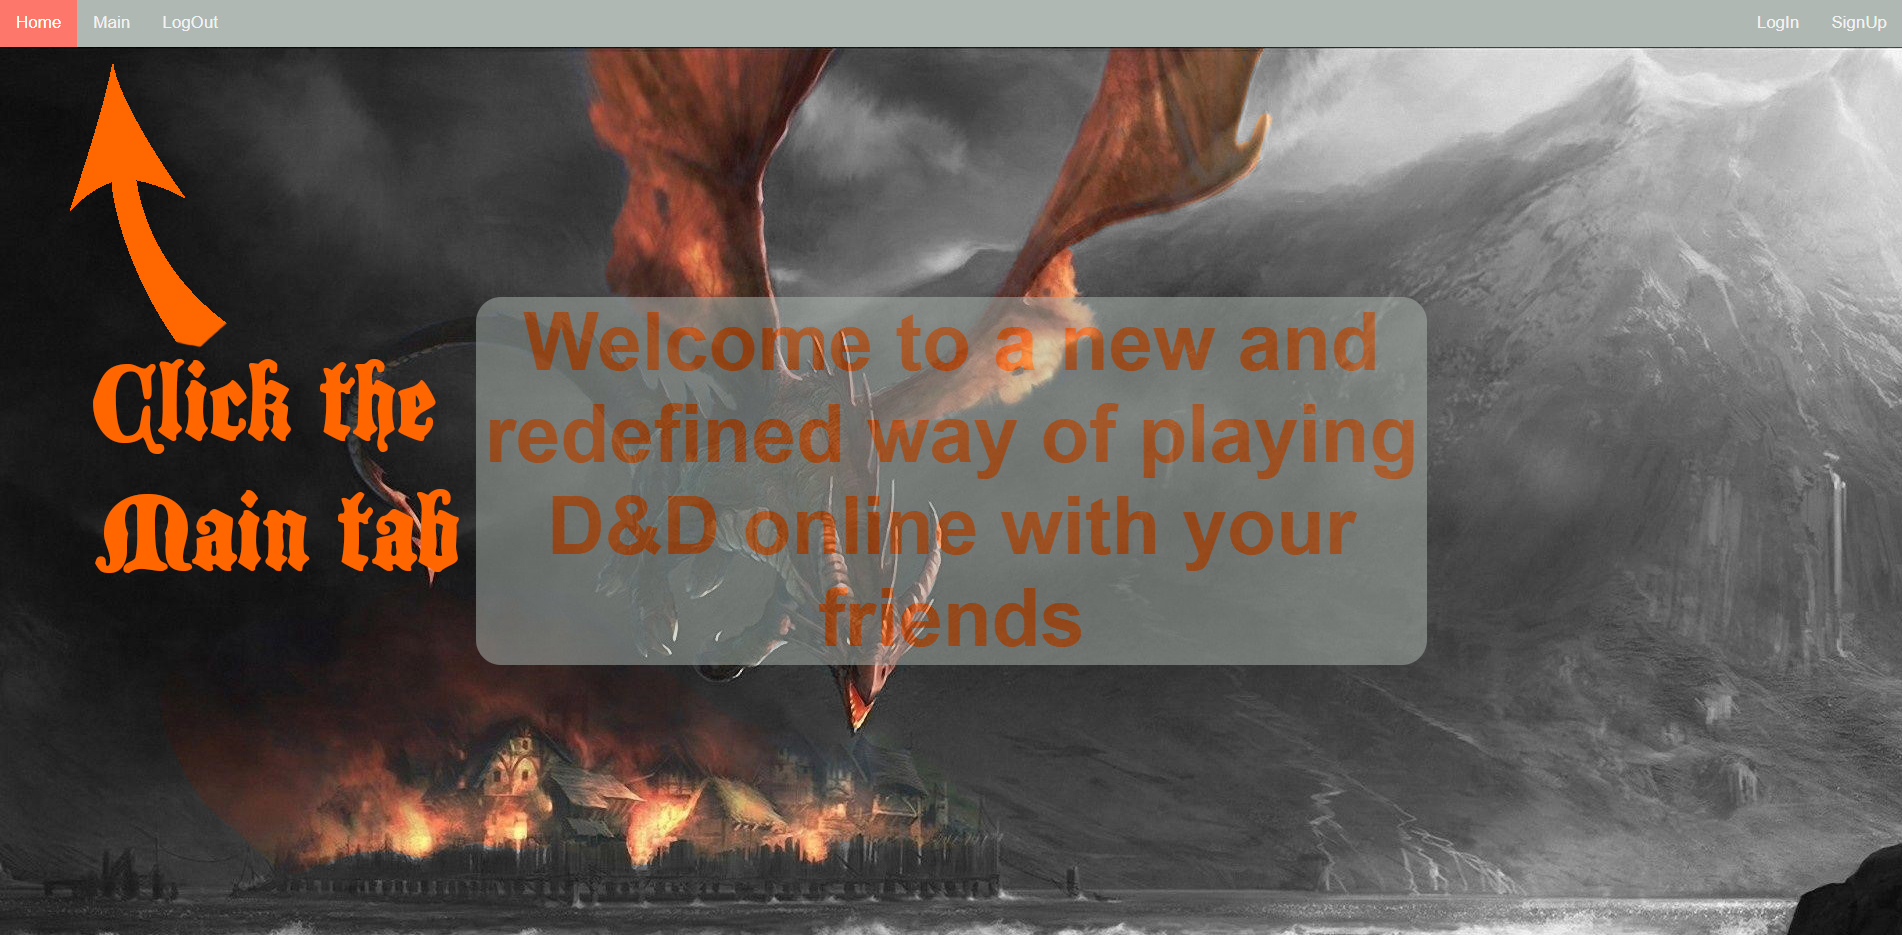 Home Main LogOut LogIn SignUp
Click the
Main tab
Welcome to a new and
redefined way of playing
D&D online with your
friends